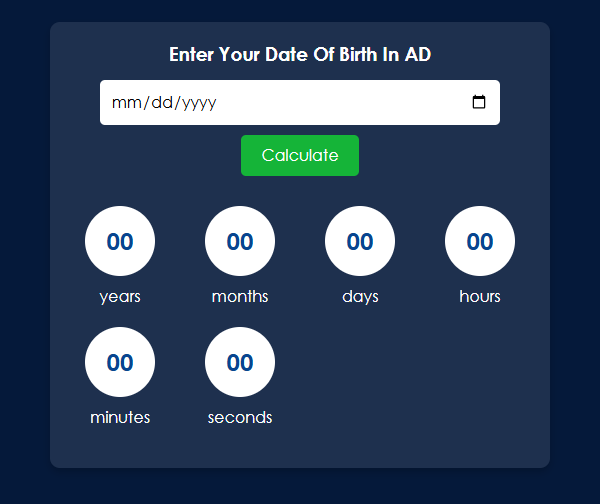 Enter Your Date Of Birth In AD
mm/dd/yyyy
Calculate
00 00 00 00
years months days hours
00 00
minutes seconds